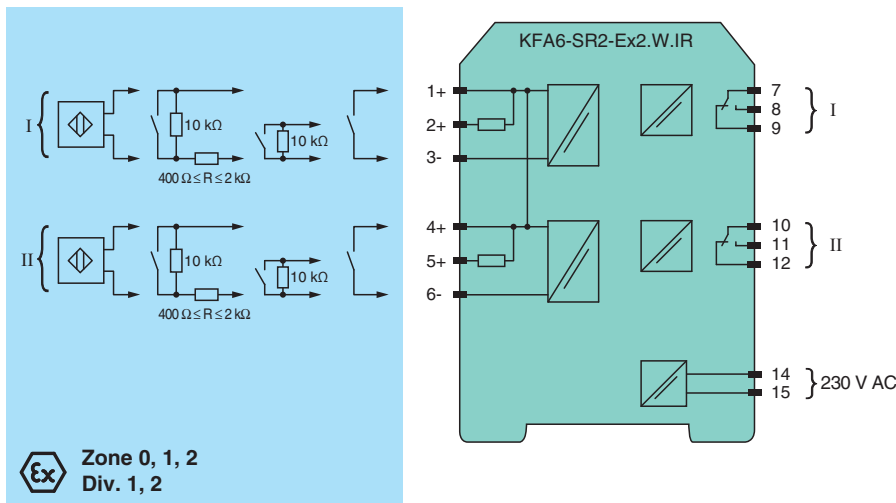 KFA6-SR2-Ex2.W.IR
I
10 kΩ
10 kΩ
400 Ω ≤ R ≤ 2 kΩ
II
10 kΩ
10 kΩ
400 Ω ≤ R ≤ 2 kΩ
1+
2+
3-
4+
5+
6-
7
8
9
I
10
11
12
II
14
15
230 V AC
Ex
Zone 0, 1, 2
Div. 1, 2